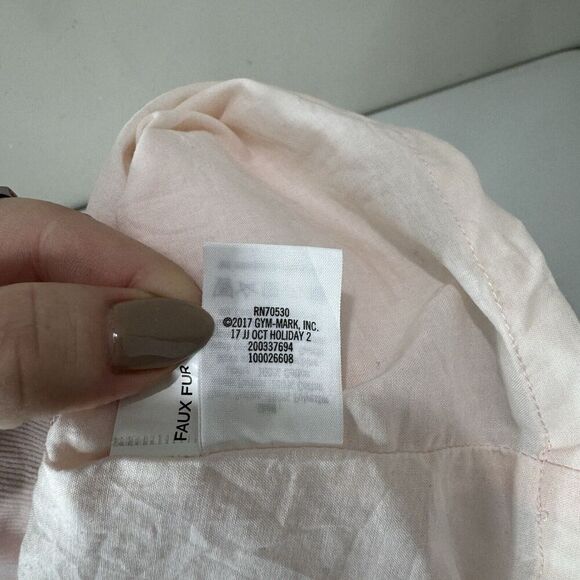 RN70530
©2017 GYM-MARK, INC.
17 JJ OCT HOLIDAY 2
200337694
100026608
FAUX FUR